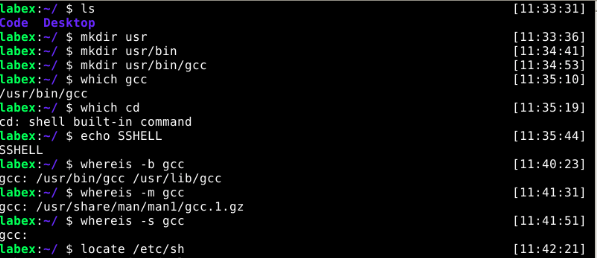 labex:~/ $ ls [11:33:31]
Code Desktop
labex:~/ $ mkdir usr [11:33:36]
labex:~/ $ mkdir usr/bin [11:34:41]
labex:~/ $ mkdir usr/bin/gcc [11:34:53]
labex:~/ $ which gcc [11:35:10]
/usr/bin/gcc
labex:~/ $ which cd [11:35:19]
cd: shell built-in command
labex:~/ $ echo SSHELL [11:35:44]
SSHELL
labex:~/ $ whereis -b gcc [11:40:23]
gcc: /usr/bin/gcc /usr/lib/gcc
labex:~/ $ whereis -m gcc [11:41:31]
gcc: /usr/share/man/man1/gcc.1.gz
labex:~/ $ whereis -s gcc [11:41:51]
gcc:
labex:~/ $ locate /etc/sh [11:42:21]